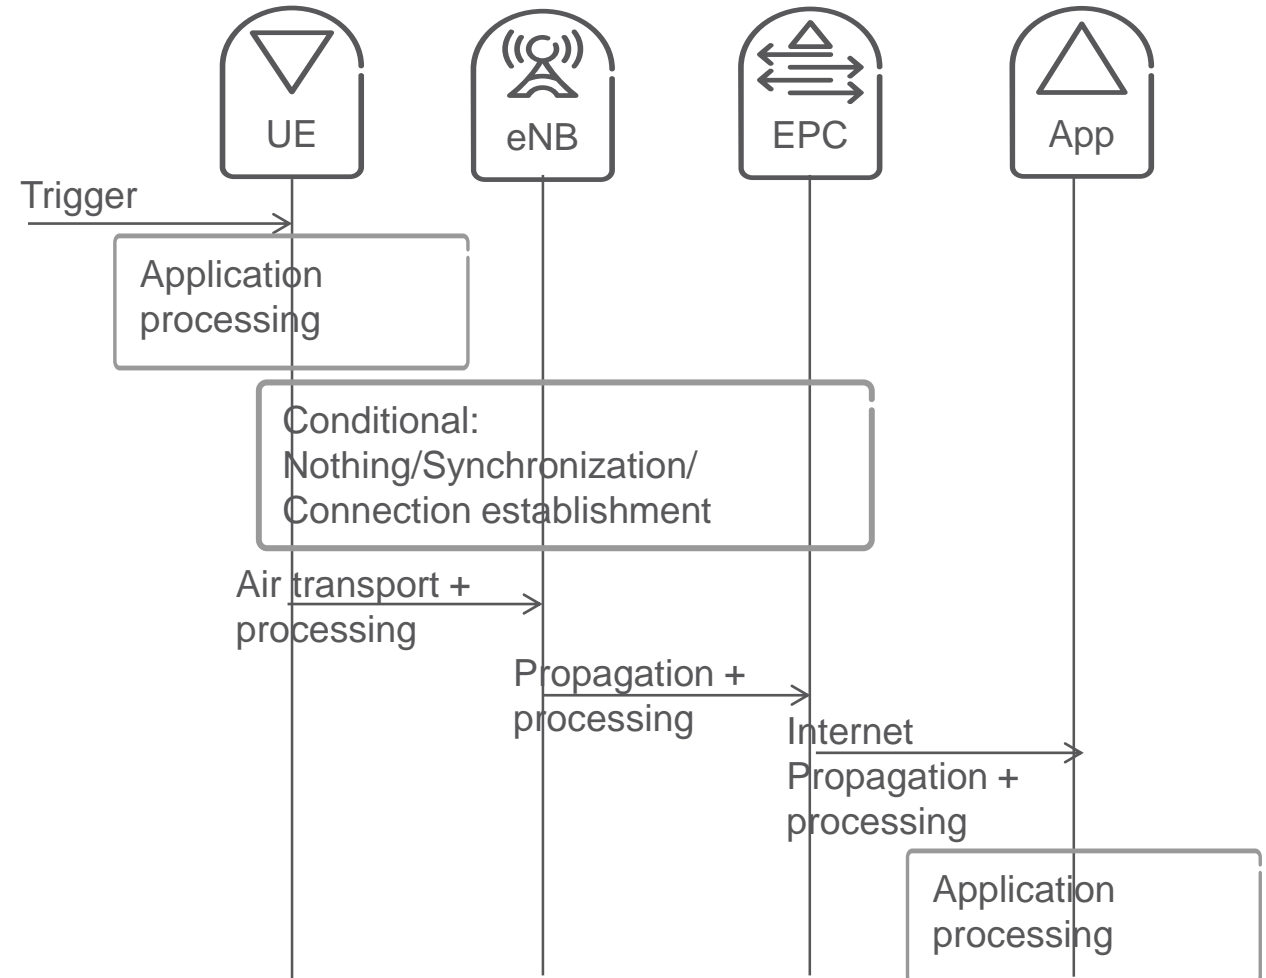 UE
eNB
EPC
App
Trigger
Application
processing
Conditional:
Nothing/Synchronization/
Connection establishment
Air transport +
processing
Propagation +
processing
Internet
Propagation +
processing
Application
processing